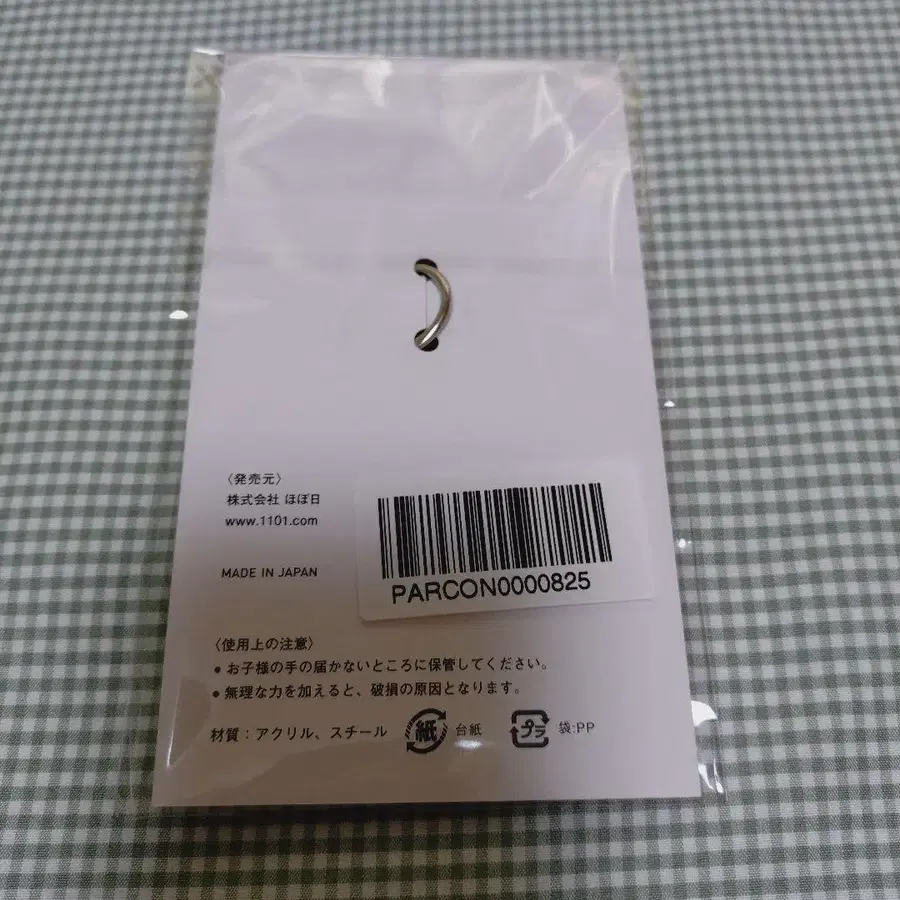 〈発売元〉
株式会社 ほぼ日
www.1101.com
MADE IN JAPAN
PARCON0000825
〈使用上の注意〉
● お子様の手の届かないところに保管してください。
● 無理な力を加えると、破損の原因となります。
材質：アクリル、スチール 紙 台紙 プラ 袋:PP